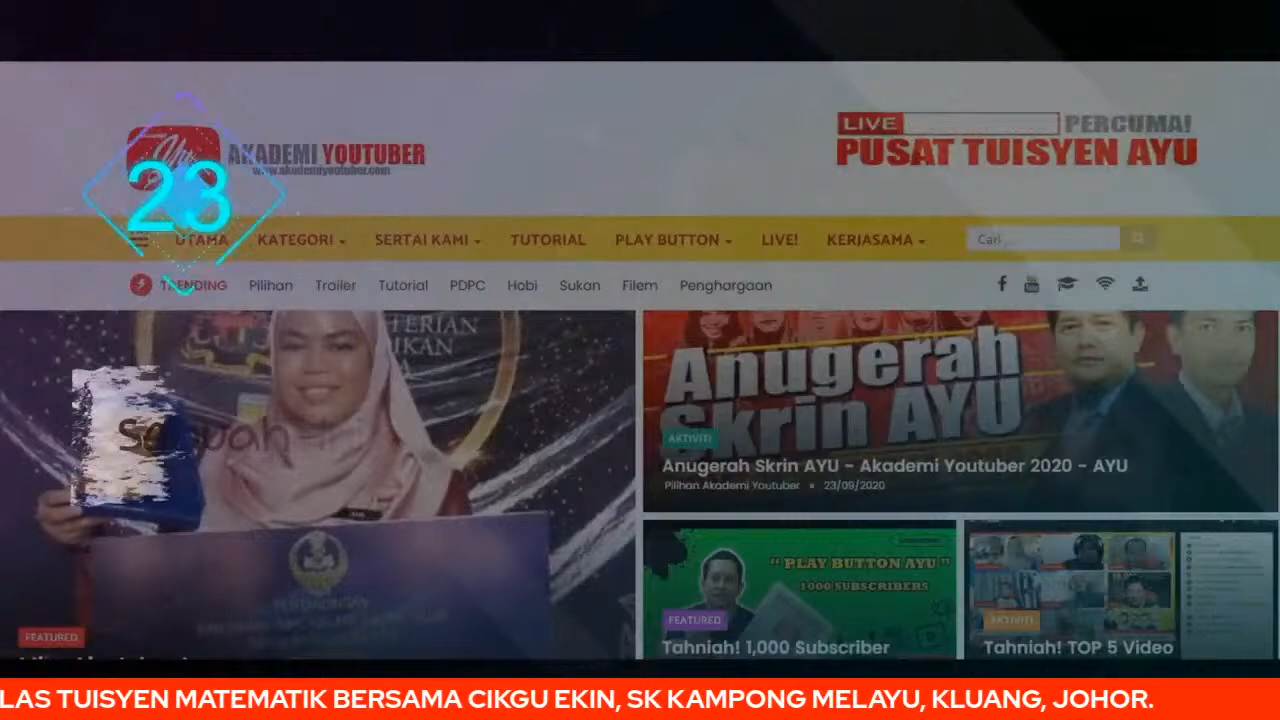 AKADEMI YOUTUBER
www.akademiyoutuber.com
LIVE
PERCUMA!
PUSAT TUISYEN AYU
23
UTAMA KATEGORI SERTAI KAMI TUTORIAL PLAY BUTTON LIVE! KERJASAMA Cari ...
TRENDING Pilihan Trailer Tutorial PDPC Hobi Sukan Filem Penghargaan
Anugerah
Skrin AYU
AKTIVITI
Anugerah Skrin AYU - Akademi Youtuber 2020 - AYU
Pilihan Akademi Youtuber 23/09/2020
"PLAY BUTTON AYU"
1000 SUBSCRIBERS
FEATURED
Tahniah! 1,000 Subscriber
AKTIVITI
Tahniah! TOP 5 Video
FEATURED
LAS TUISYEN MATEMATIK BERSAMA CIKGU EKIN, SK KAMPONG MELAYU, KLUANG, JOHOR.